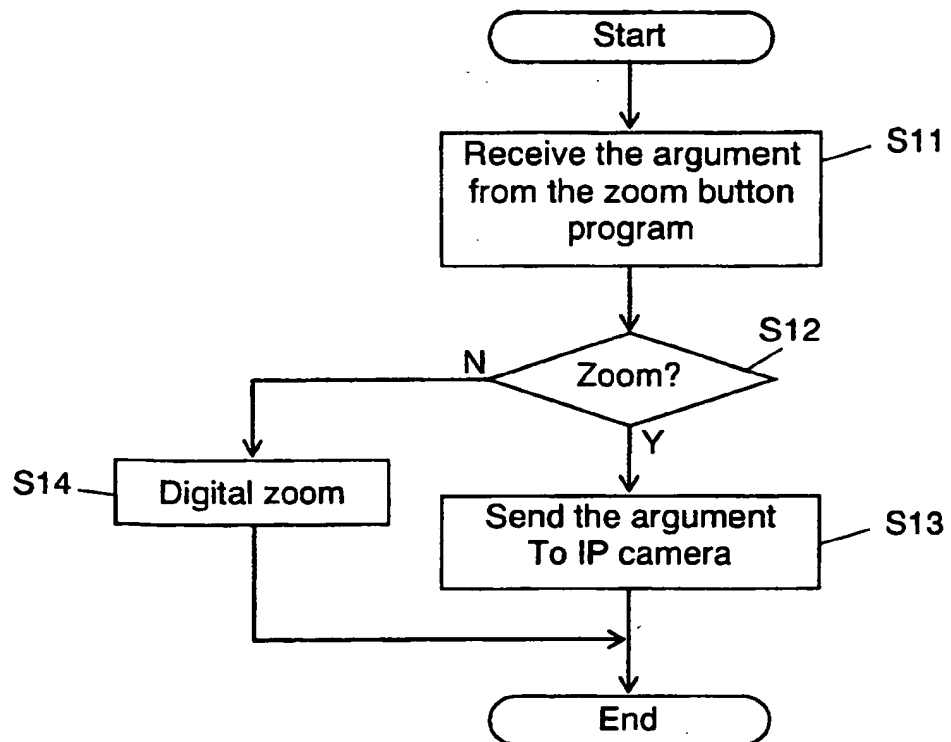 Start
Receive the argument
from the zoom button
program
S11
Zoom?
S12
N
Y
Digital zoom
S14
Send the argument
To IP camera
S13
End